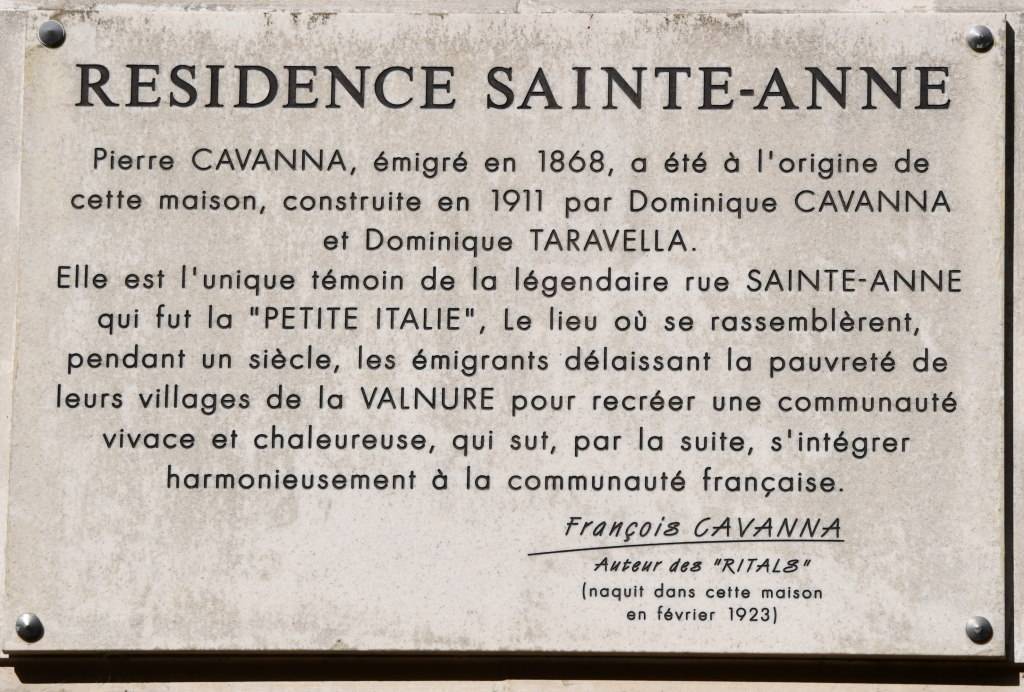 RESIDENCE SAINTE-ANNE
Pierre CAVANNA, émigré en 1868, a été à l'origine de
cette maison, construite en 1911 par Dominique CAVANNA
et Dominique TARAVELLA.
Elle est l'unique témoin de la légendaire rue SAINTE-ANNE
qui fut la "PETITE ITALIE", Le lieu où se rassemblèrent,
pendant un siècle, les émigrants délaissant la pauvreté de
leurs villages de la VALNURE pour recréer une communauté
vivace et chaleureuse, qui sut, par la suite, s'intégrer
harmonieusement à la communauté française.
François CAVANNA
Auteur des "RITALS"
(naquit dans cette maison
en février 1923)